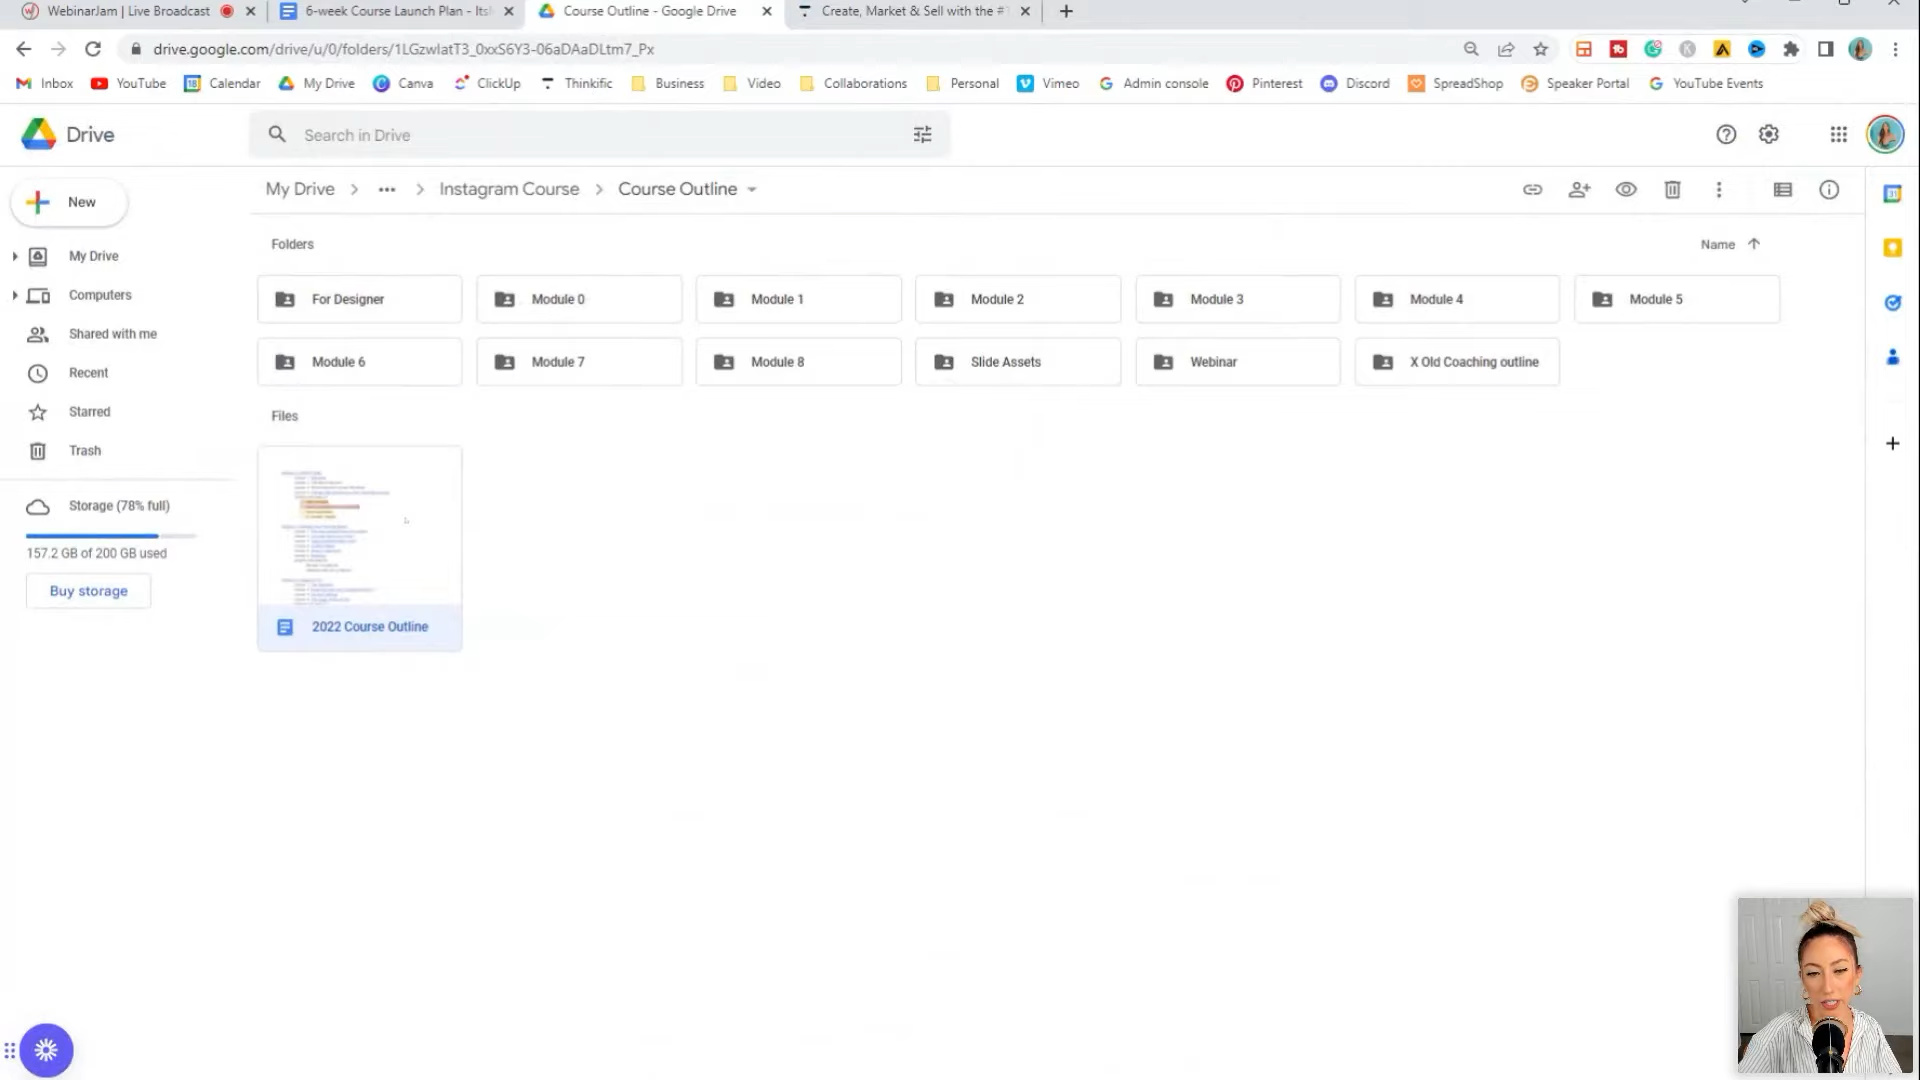 WebinarJam | Live Broadcast
6-week Course Launch Plan - Its
Course Outline - Google Drive
Create, Market & Sell with the #1
drive.google.com/drive/u/0/folders/1LGzwIatT3_0xxS6Y3-06aDAaDLtm7_Px
Inbox YouTube Calendar My Drive Canva ClickUp Thinkific Business Video Collaborations Personal Vimeo Admin console Pinterest Discord SpreadShop Speaker Portal YouTube Events
Drive
Search in Drive
New
My Drive
Computers
Shared with me
Recent
Starred
Trash
Storage (78% full)
157.2 GB of 200 GB used
Buy storage
My Drive > ••• > Instagram Course > Course Outline
Folders
Name
For Designer Module 0 Module 1 Module 2 Module 3 Module 4 Module 5
Module 6 Module 7 Module 8 Slide Assets Webinar X Old Coaching outline
Files
2022 Course Outline